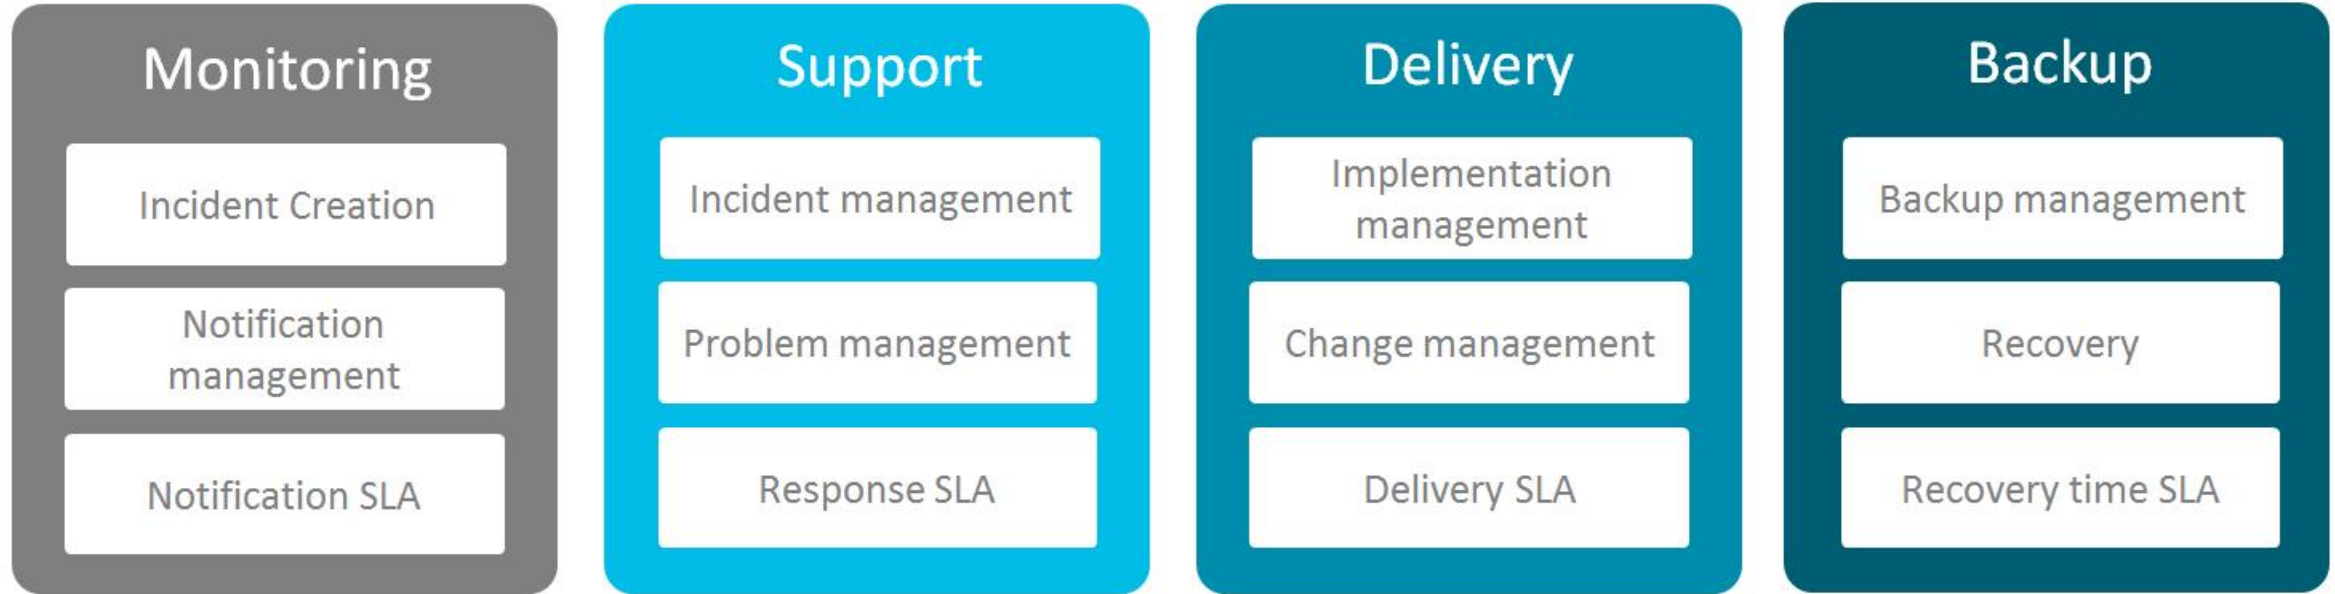 Monitoring
Incident Creation
Notification
management
Notification SLA
Support
Incident management
Problem management
Response SLA
Delivery
Implementation
management
Change management
Delivery SLA
Backup
Backup management
Recovery
Recovery time SLA